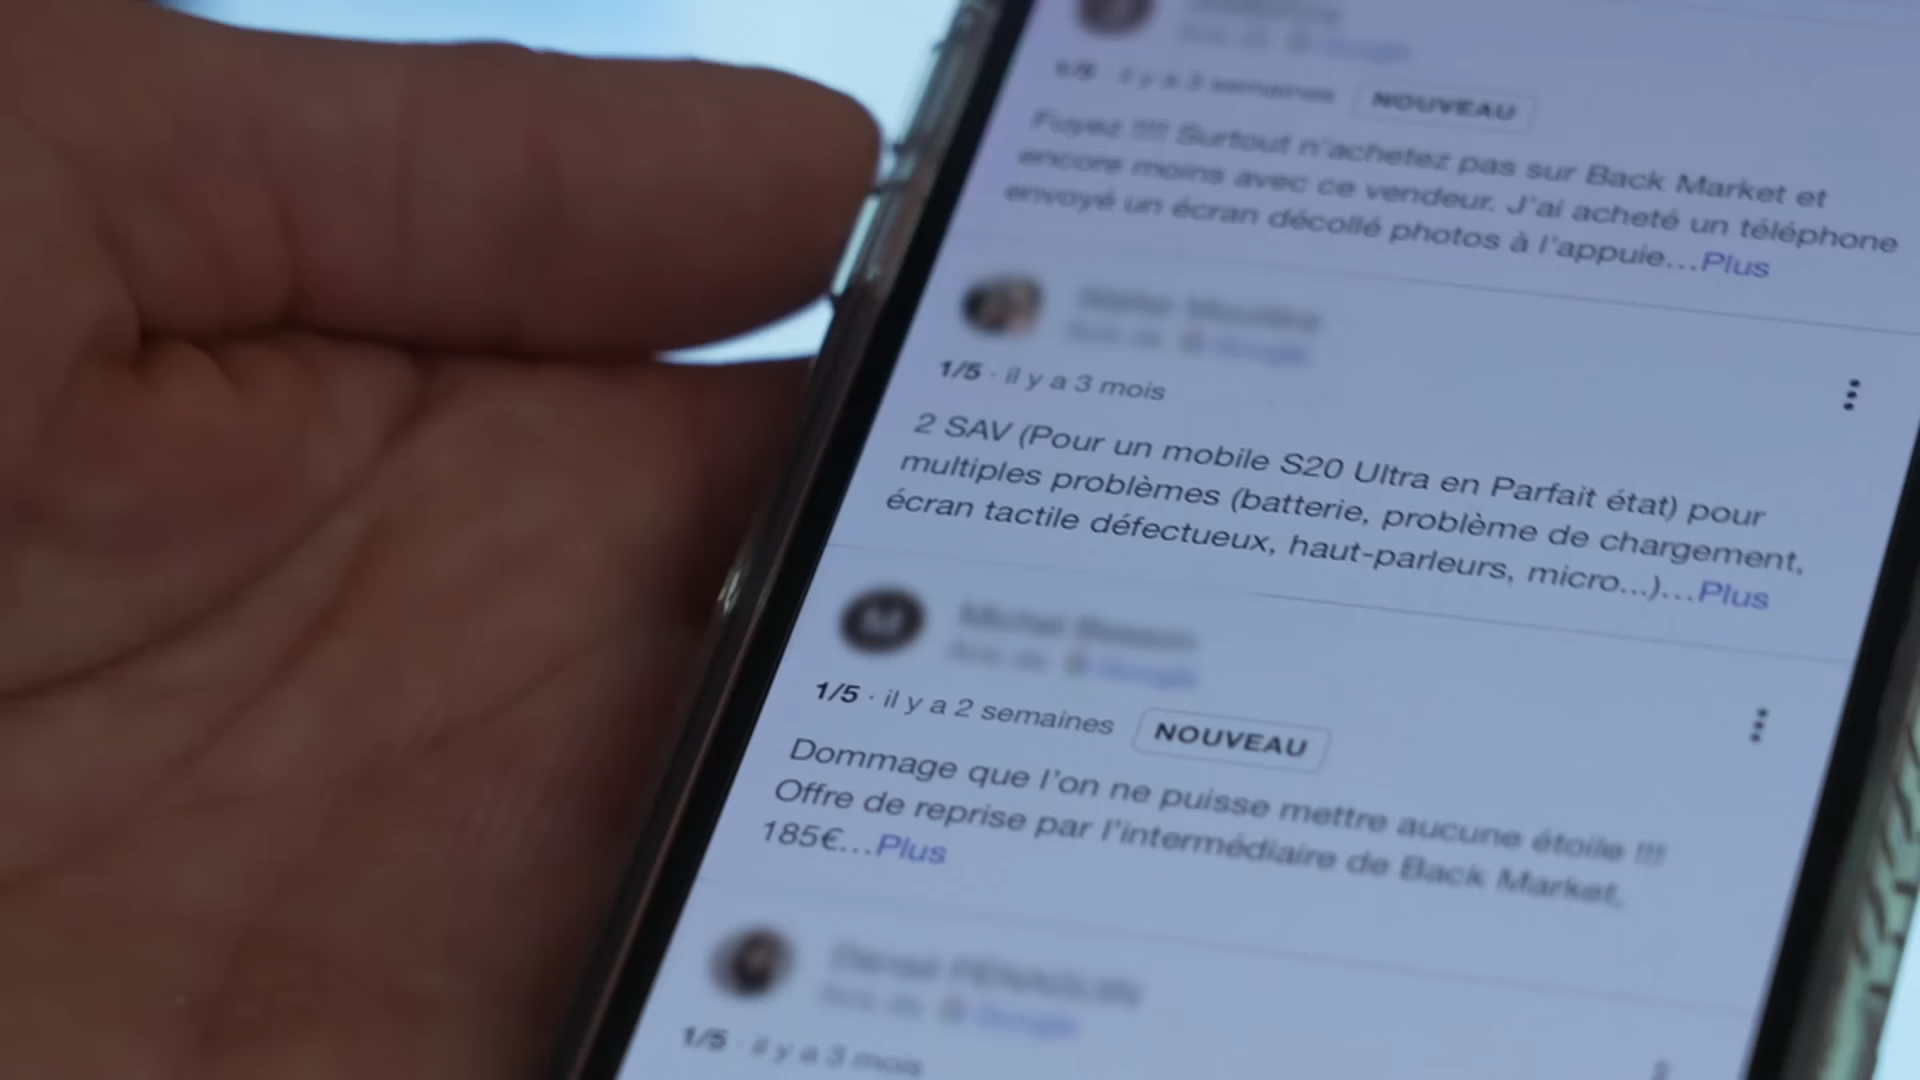 1/5 · il y a 3 semaines NOUVEAU
Fuyez !!!! Surtout n'achetez pas sur Back Market et
encore moins avec ce vendeur. J'ai acheté un téléphone
envoyé un écran décollé photos à l'appuie...Plus
1/5 · il y a 3 mois
2 SAV (Pour un mobile S20 Ultra en Parfait état) pour
multiples problèmes (batterie, problème de chargement,
écran tactile défectueux, haut-parleurs, micro...)...Plus
1/5 · il y a 2 semaines NOUVEAU
Dommage que l'on ne puisse mettre aucune étoile !!!
Offre de reprise par l'intermédiaire de Back Market,
185€...Plus
1/5 · il y a 3 mois